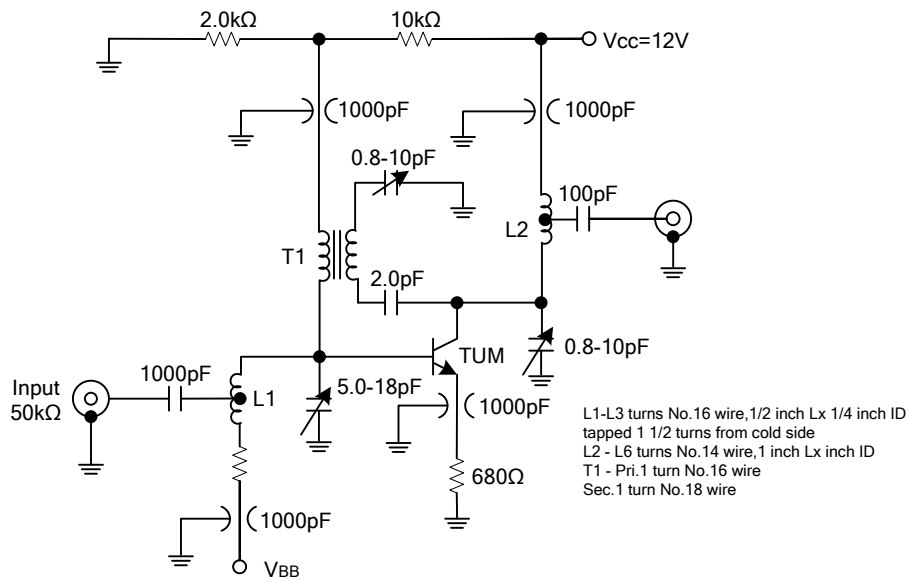 2.0kΩ
10kΩ
Vcc=12V
1000pF
1000pF
0.8-10pF
100pF
L2
T1
2.0pF
TUM
0.8-10pF
1000pF
Input
50kΩ
L1
5.0-18pF
1000pF
680Ω
1000pF
VBB
L1-L3 turns No.16 wire,1/2 inch Lx 1/4 inch ID
tapped 1 1/2 turns from cold side
L2 - L6 turns No.14 wire,1 inch Lx inch ID
T1 - Pri.1 turn No.16 wire
Sec.1 turn No.18 wire